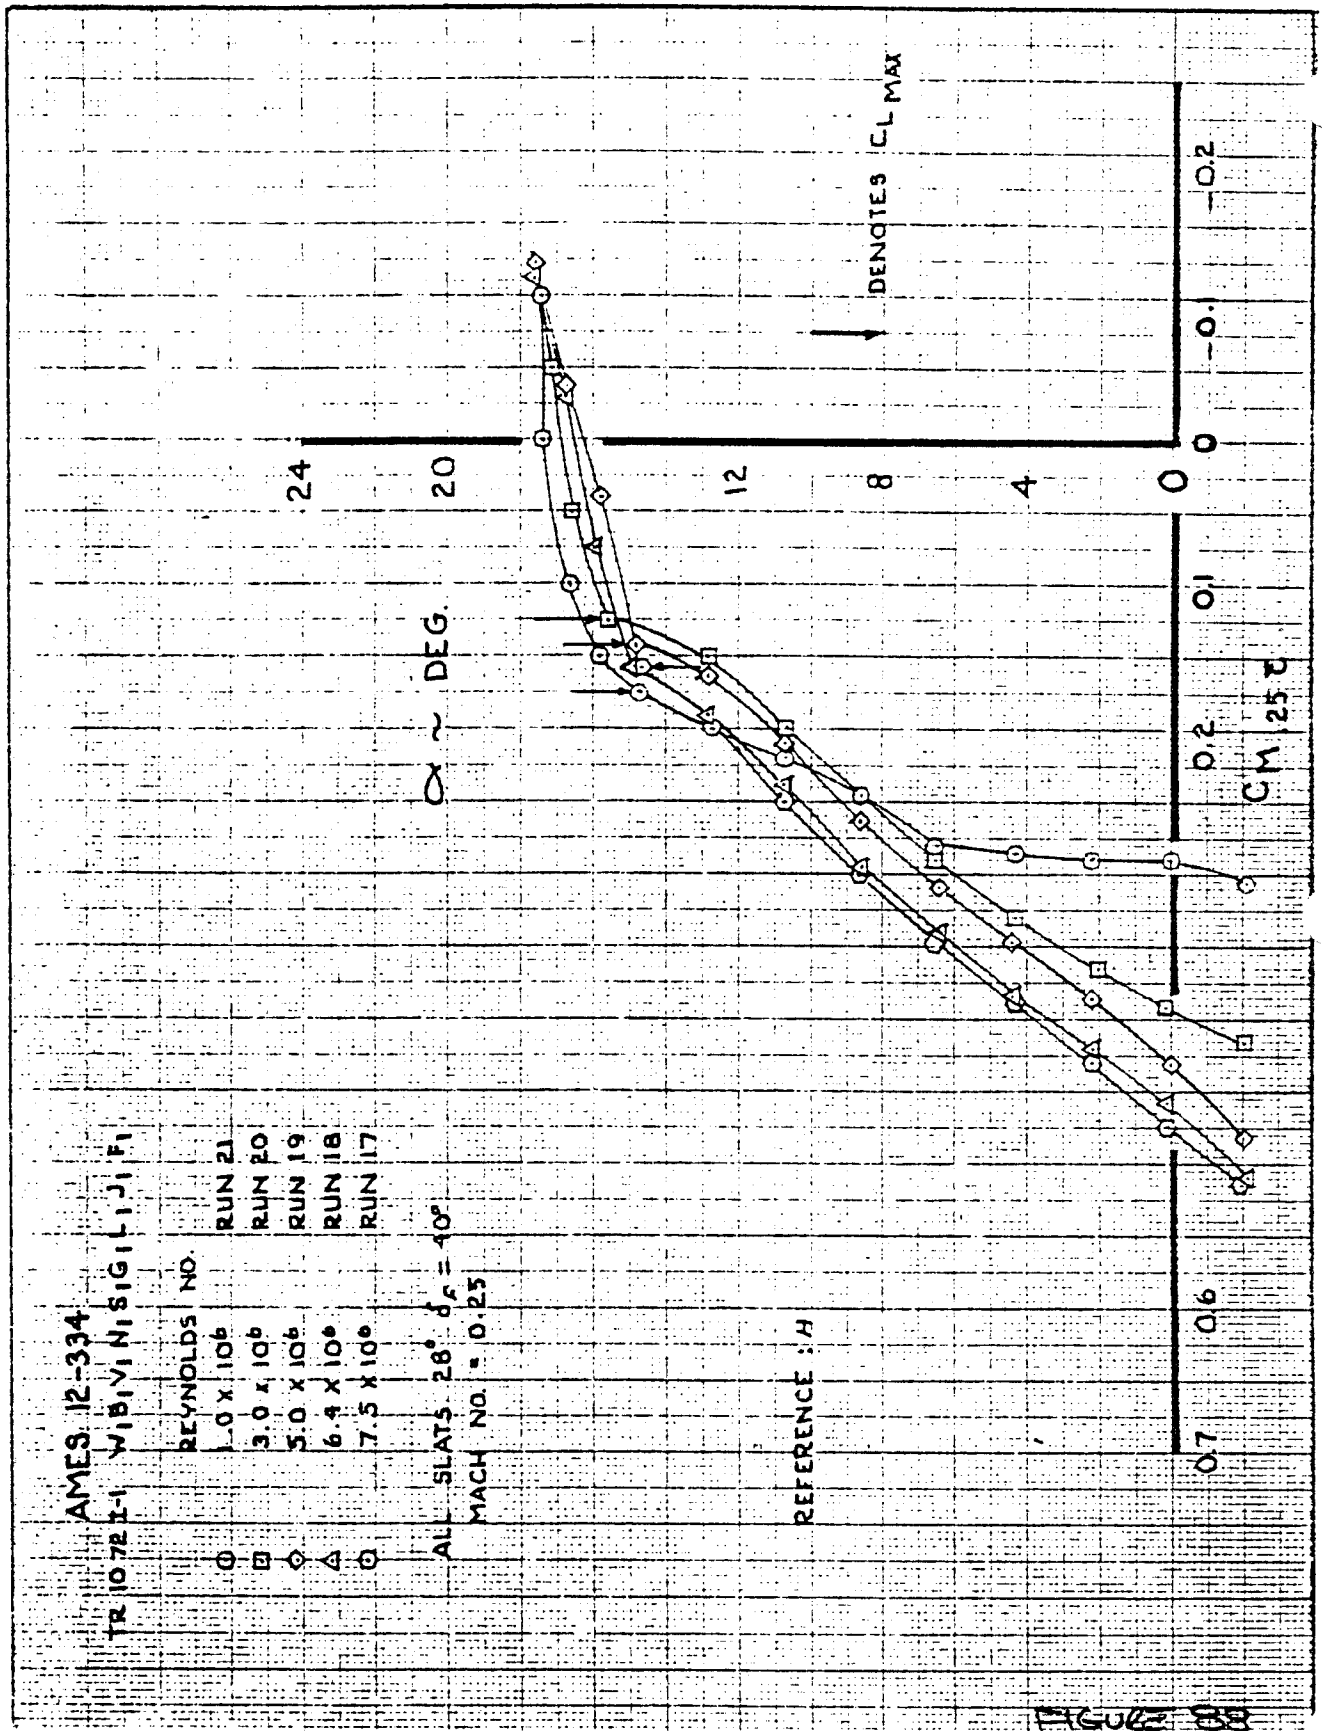 AMES 12-334
TR 1072 I-1 W1B1V1N1S1G1L1J1F1
REYNOLDS NO.
1.0 X 10⁶ RUN 21
3.0 X 10⁶ RUN 20
5.0 X 10⁶ RUN 19
6.4 X 10⁶ RUN 18
7.5 X 10⁶ RUN 17
ALL SLATS 28° δF = 40°
MACH NO. = 0.25
REFERENCE : H
α ~ DEG.
24
20
12
8
4
0
DENOTES CL MAX
0.7
0.6
0.2
0.1
0
-0.1
-0.2
CM .25 C̄
FIGURE 88